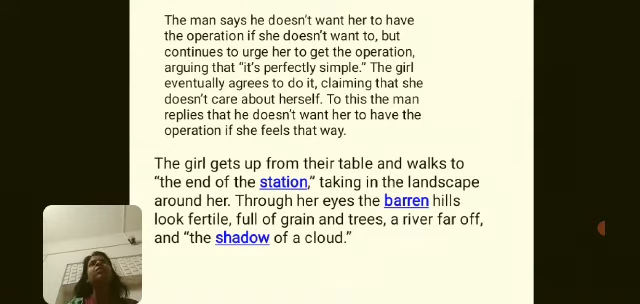 The man says he doesn’t want her to have
the operation if she doesn’t want to, but
continues to urge her to get the operation,
arguing that “it’s perfectly simple.” The girl
eventually agrees to do it, claiming that she
doesn’t care about herself. To this the man
replies that he doesn’t want her to have the
operation if she feels that way.
The girl gets up from their table and walks to
“the end of the station,” taking in the landscape
around her. Through her eyes the barren hills
look fertile, full of grain and trees, a river far off,
and “the shadow of a cloud.”